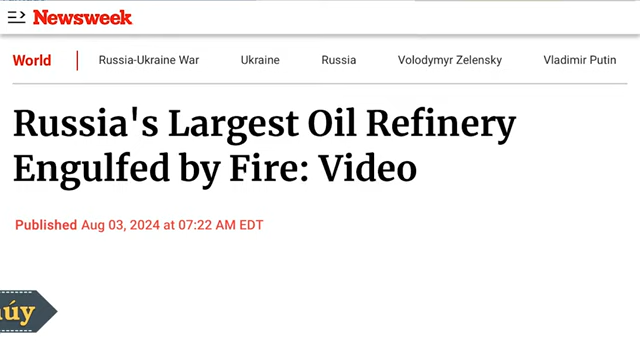 Newsweek
World Russia-Ukraine War Ukraine Russia Volodymyr Zelensky Vladimir Putin
Russia's Largest Oil Refinery
Engulfed by Fire: Video
Published Aug 03, 2024 at 07:22 AM EDT